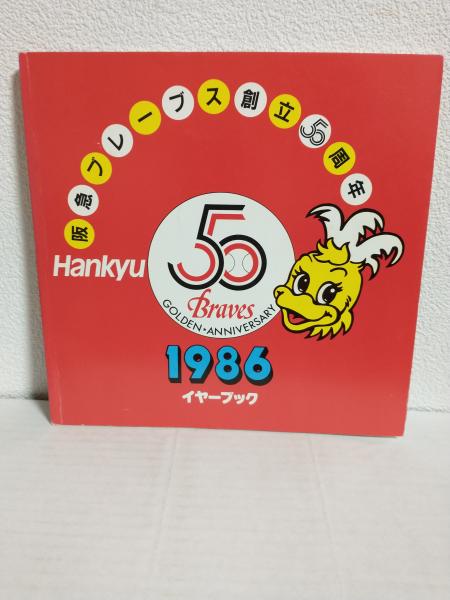 阪急ブレーブス創立50周年
Hankyu
50
Braves
GOLDEN・ANNIVERSARY
1986
イヤーブック